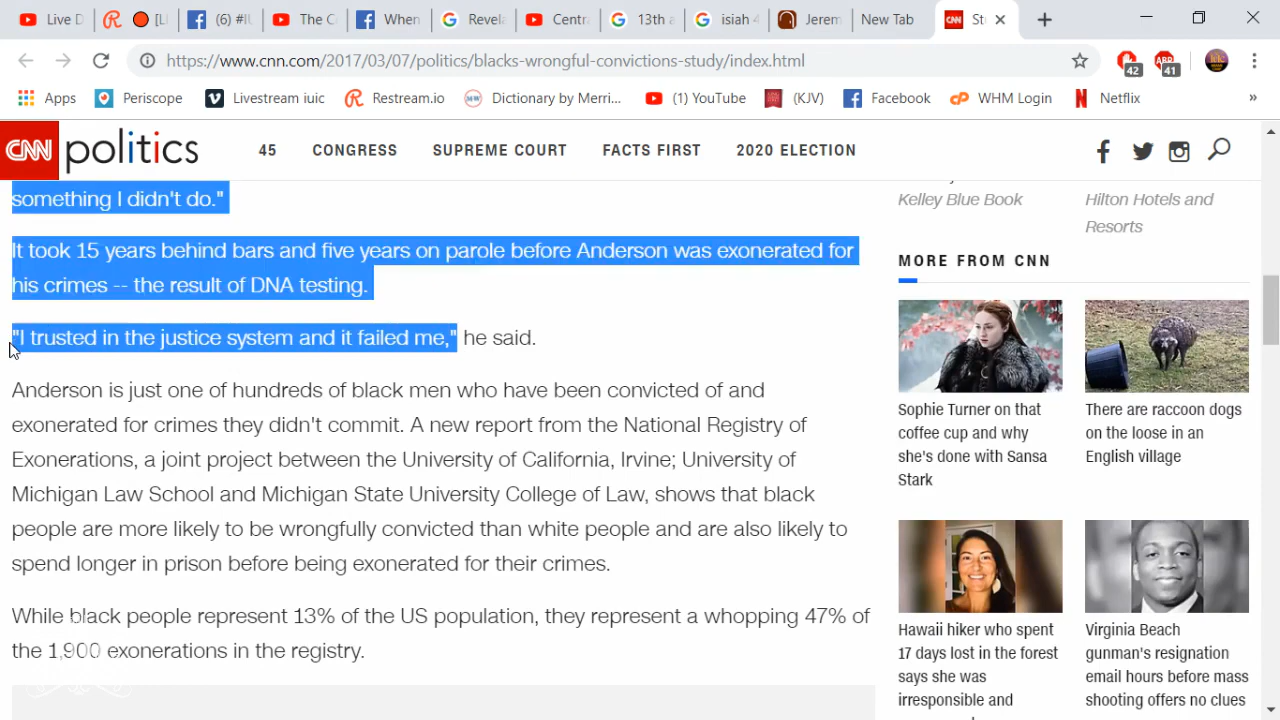 Live D
[LI
(6) #IU
The C
When
Revela
Centra
13th a
isiah 4
Jerem
New Tab
CNN St
https://www.cnn.com/2017/03/07/politics/blacks-wrongful-convictions-study/index.html
42
ABP
41
Apps
Periscope
Livestream iuic
Restream.io
Dictionary by Merri...
(1) YouTube
(KJV)
Facebook
WHM Login
Netflix
»
CNN politics
45 CONGRESS SUPREME COURT FACTS FIRST 2020 ELECTION
something I didn't do."
It took 15 years behind bars and five years on parole before Anderson was exonerated for
his crimes -- the result of DNA testing.
"I trusted in the justice system and it failed me," he said.
Anderson is just one of hundreds of black men who have been convicted of and
exonerated for crimes they didn't commit. A new report from the National Registry of
Exonerations, a joint project between the University of California, Irvine; University of
Michigan Law School and Michigan State University College of Law, shows that black
people are more likely to be wrongfully convicted than white people and are also likely to
spend longer in prison before being exonerated for their crimes.
While black people represent 13% of the US population, they represent a whopping 47% of
the 1,900 exonerations in the registry.
Kelley Blue Book
Hilton Hotels and
Resorts
MORE FROM CNN
Sophie Turner on that
coffee cup and why
she's done with Sansa
Stark
There are raccoon dogs
on the loose in an
English village
Hawaii hiker who spent
17 days lost in the forest
says she was
irresponsible and
Virginia Beach
gunman's resignation
email hours before mass
shooting offers no clues